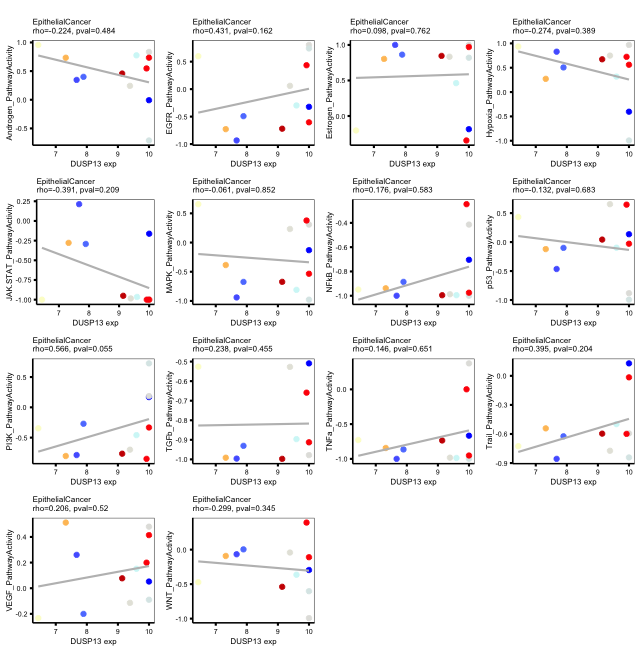 EpithelialCancer
rho=-0.224, pval=0.484
Androgen_PathwayActivity
0.5
0.0
-0.5
7
8
9
10
DUSP13 exp
EpithelialCancer
rho=0.431, pval=0.162
EGFR_PathwayActivity
0.5
0.0
-0.5
-1.0
7
8
9
10
DUSP13 exp
EpithelialCancer
rho=0.098, pval=0.762
Estrogen_PathwayActivity
1.0
0.5
0.0
7
8
9
10
DUSP13 exp
EpithelialCancer
rho=-0.274, pval=0.389
Hypoxia_PathwayActivity
1.0
0.5
0.0
-0.5
-1.0
7
8
9
10
DUSP13 exp
EpithelialCancer
rho=-0.391, pval=0.209
JAK-STAT_PathwayActivity
0.25
0.00
-0.25
-0.50
-0.75
-1.00
7
8
9
10
DUSP13 exp
EpithelialCancer
rho=-0.061, pval=0.852
MAPK_PathwayActivity
0.5
0.0
-0.5
-1.0
7
8
9
10
DUSP13 exp
EpithelialCancer
rho=0.176, pval=0.583
NFkB_PathwayActivity
-0.4
-0.6
-0.8
-1.0
7
8
9
10
DUSP13 exp
EpithelialCancer
rho=-0.132, pval=0.683
p53_PathwayActivity
0.5
0.0
-0.5
-1.0
7
8
9
10
DUSP13 exp
EpithelialCancer
rho=0.566, pval=0.055
PI3K_PathwayActivity
0.5
0.0
-0.5
7
8
9
10
DUSP13 exp
EpithelialCancer
rho=0.238, pval=0.455
TGFb_PathwayActivity
-0.5
-0.6
-0.7
-0.8
-0.9
-1.0
7
8
9
10
DUSP13 exp
EpithelialCancer
rho=0.146, pval=0.651
TNFa_PathwayActivity
0.0
-0.5
-1.0
7
8
9
10
DUSP13 exp
EpithelialCancer
rho=0.395, pval=0.204
Trail_PathwayActivity
0.0
-0.3
-0.6
-0.9
7
8
9
10
DUSP13 exp
EpithelialCancer
rho=0.206, pval=0.52
VEGF_PathwayActivity
0.4
0.2
0.0
-0.2
7
8
9
10
DUSP13 exp
EpithelialCancer
rho=-0.299, pval=0.345
WNT_PathwayActivity
0.0
-0.5
-1.0
7
8
9
10
DUSP13 exp